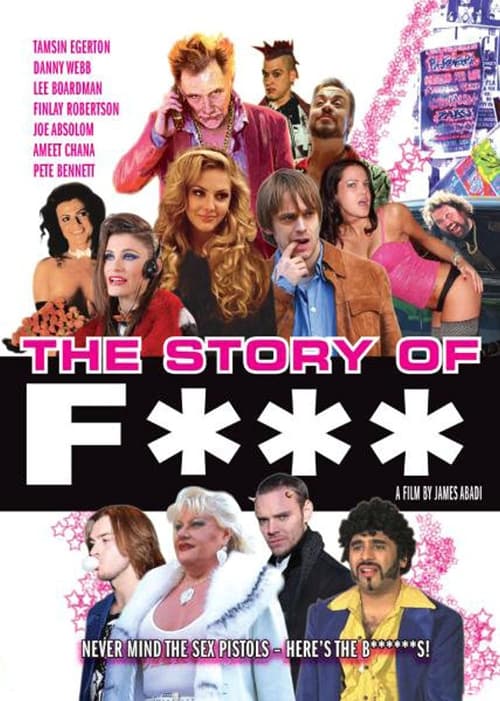 TAMSIN EGERTON
DANNY WEBB
LEE BOARDMAN
FINLAY ROBERTSON
JOE ABSOLOM
AMEET CHANA
PETE BENNETT
THE STORY OF
F***
A FILM BY JAMES ABADI
NEVER MIND THE SEX PISTOLS - HERE'S THE B******S!